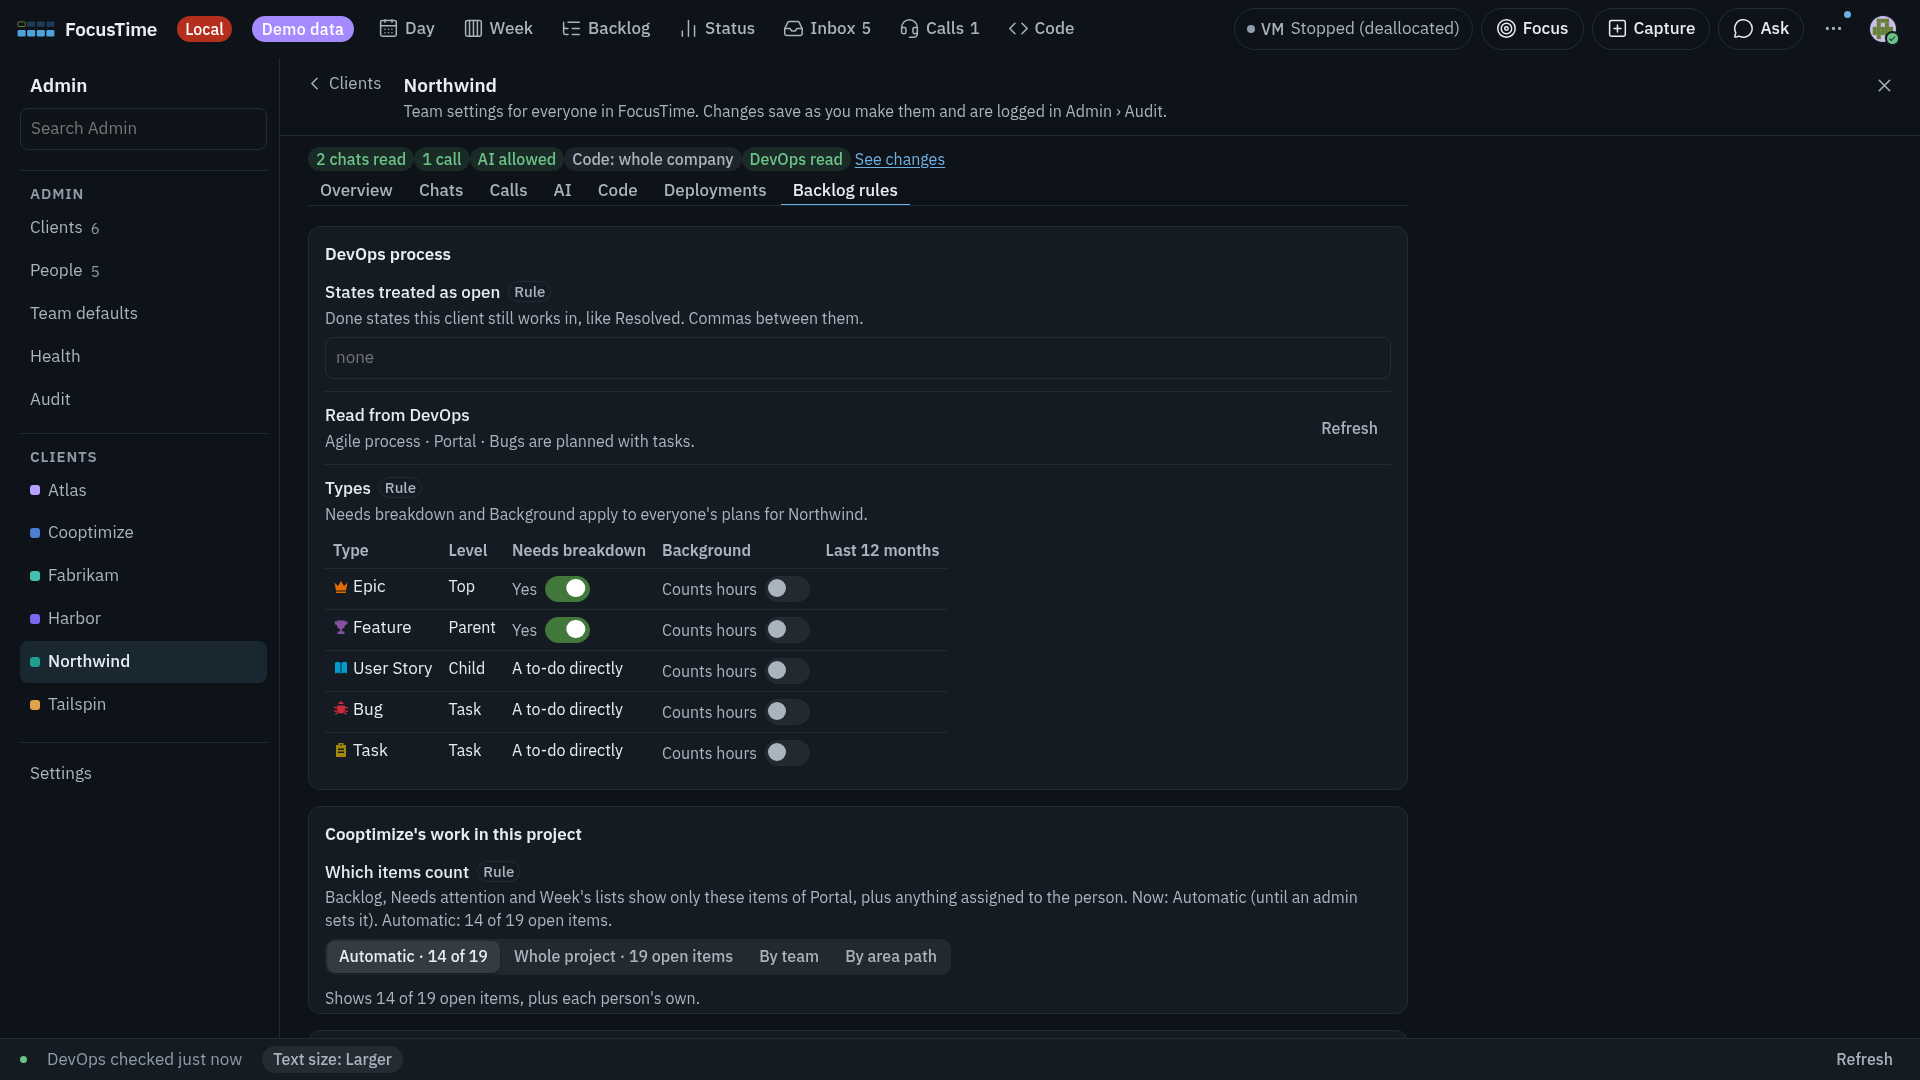 FocusTime Local Demo data Day Week Backlog Status Inbox 5 Calls 1 Code VM Stopped (deallocated) Focus Capture Ask
Admin
Search Admin
ADMIN
Clients 6
People 5
Team defaults
Health
Audit
CLIENTS
Atlas
Cooptimize
Fabrikam
Harbor
Northwind
Tailspin
Settings
Clients Northwind
Team settings for everyone in FocusTime. Changes save as you make them and are logged in Admin › Audit.
2 chats read 1 call AI allowed Code: whole company DevOps read See changes
Overview Chats Calls AI Code Deployments Backlog rules
DevOps process
States treated as open Rule
Done states this client still works in, like Resolved. Commas between them.
none
Read from DevOps
Agile process · Portal · Bugs are planned with tasks.
Refresh
Types Rule
Needs breakdown and Background apply to everyone's plans for Northwind.
Type Level Needs breakdown Background Last 12 months
Epic Top Yes Counts hours
Feature Parent Yes Counts hours
User Story Child A to-do directly Counts hours
Bug Task A to-do directly Counts hours
Task Task A to-do directly Counts hours
Cooptimize's work in this project
Which items count Rule
Backlog, Needs attention and Week's lists show only these items of Portal, plus anything assigned to the person. Now: Automatic (until an admin
sets it). Automatic: 14 of 19 open items.
Automatic · 14 of 19 Whole project · 19 open items By team By area path
Shows 14 of 19 open items, plus each person's own.
DevOps checked just now Text size: Larger Refresh